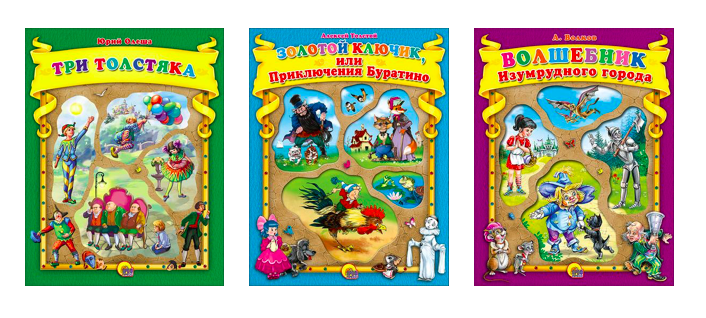 Юрий Олеша
ТРИ ТОЛСТЯКА
Алексей Толстой
ЗОЛОТОЙ КЛЮЧИК,
ИЛИ
Приключения Буратино
А. Волков
ВОЛШЕБНИК
Изумрудного города